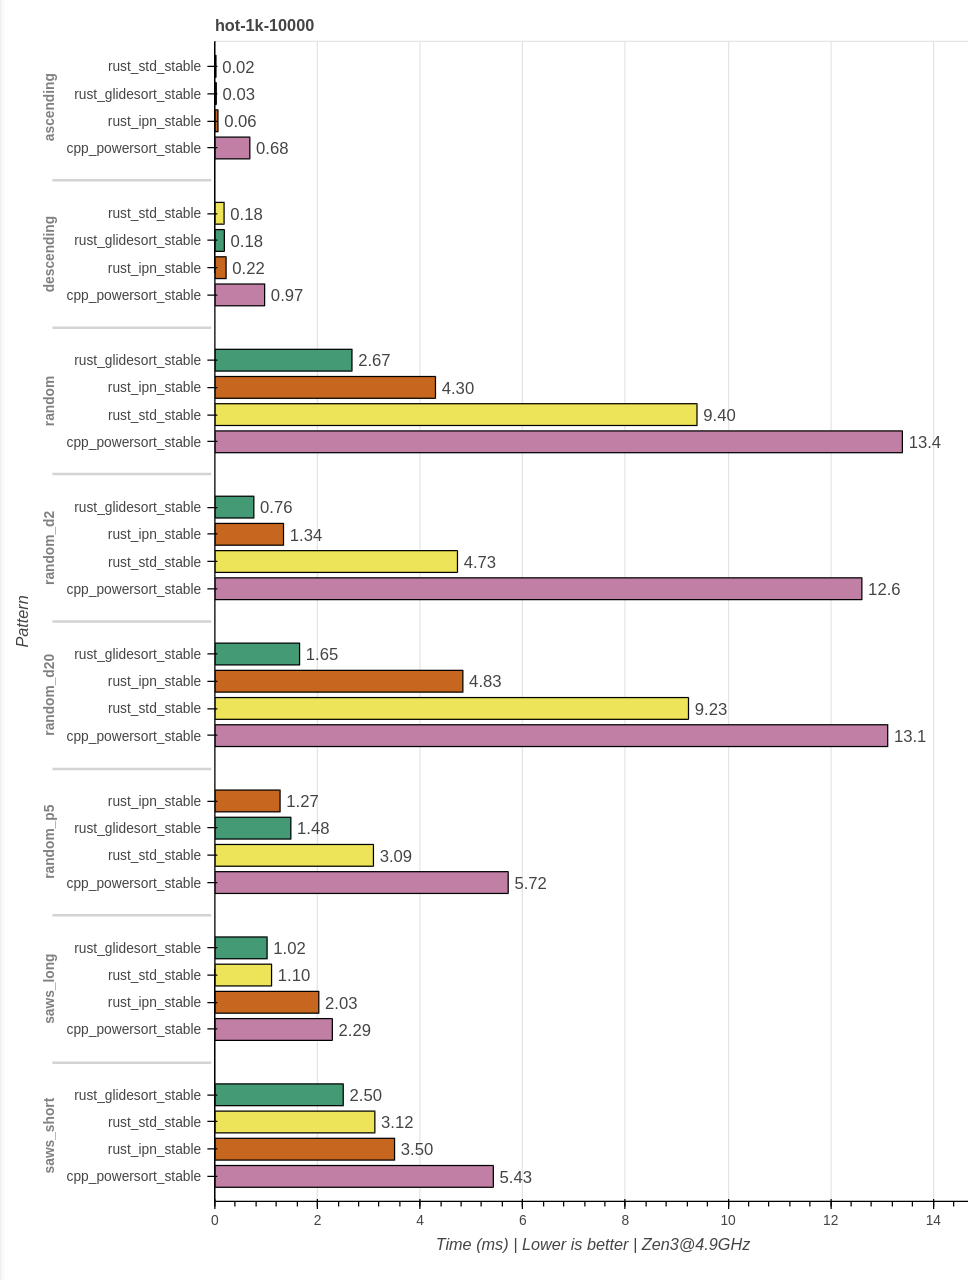 hot-1k-10000
ascending
rust_std_stable 0.02
rust_glidesort_stable 0.03
rust_ipn_stable 0.06
cpp_powersort_stable 0.68
descending
rust_std_stable 0.18
rust_glidesort_stable 0.18
rust_ipn_stable 0.22
cpp_powersort_stable 0.97
random
rust_glidesort_stable 2.67
rust_ipn_stable 4.30
rust_std_stable 9.40
cpp_powersort_stable 13.4
random_d2
rust_glidesort_stable 0.76
rust_ipn_stable 1.34
rust_std_stable 4.73
cpp_powersort_stable 12.6
Pattern
random_d20
rust_glidesort_stable 1.65
rust_ipn_stable 4.83
rust_std_stable 9.23
cpp_powersort_stable 13.1
random_p5
rust_ipn_stable 1.27
rust_glidesort_stable 1.48
rust_std_stable 3.09
cpp_powersort_stable 5.72
saws_long
rust_glidesort_stable 1.02
rust_std_stable 1.10
rust_ipn_stable 2.03
cpp_powersort_stable 2.29
saws_short
rust_glidesort_stable 2.50
rust_std_stable 3.12
rust_ipn_stable 3.50
cpp_powersort_stable 5.43
0 2 4 6 8 10 12 14
Time (ms) | Lower is better | Zen3@4.9GHz